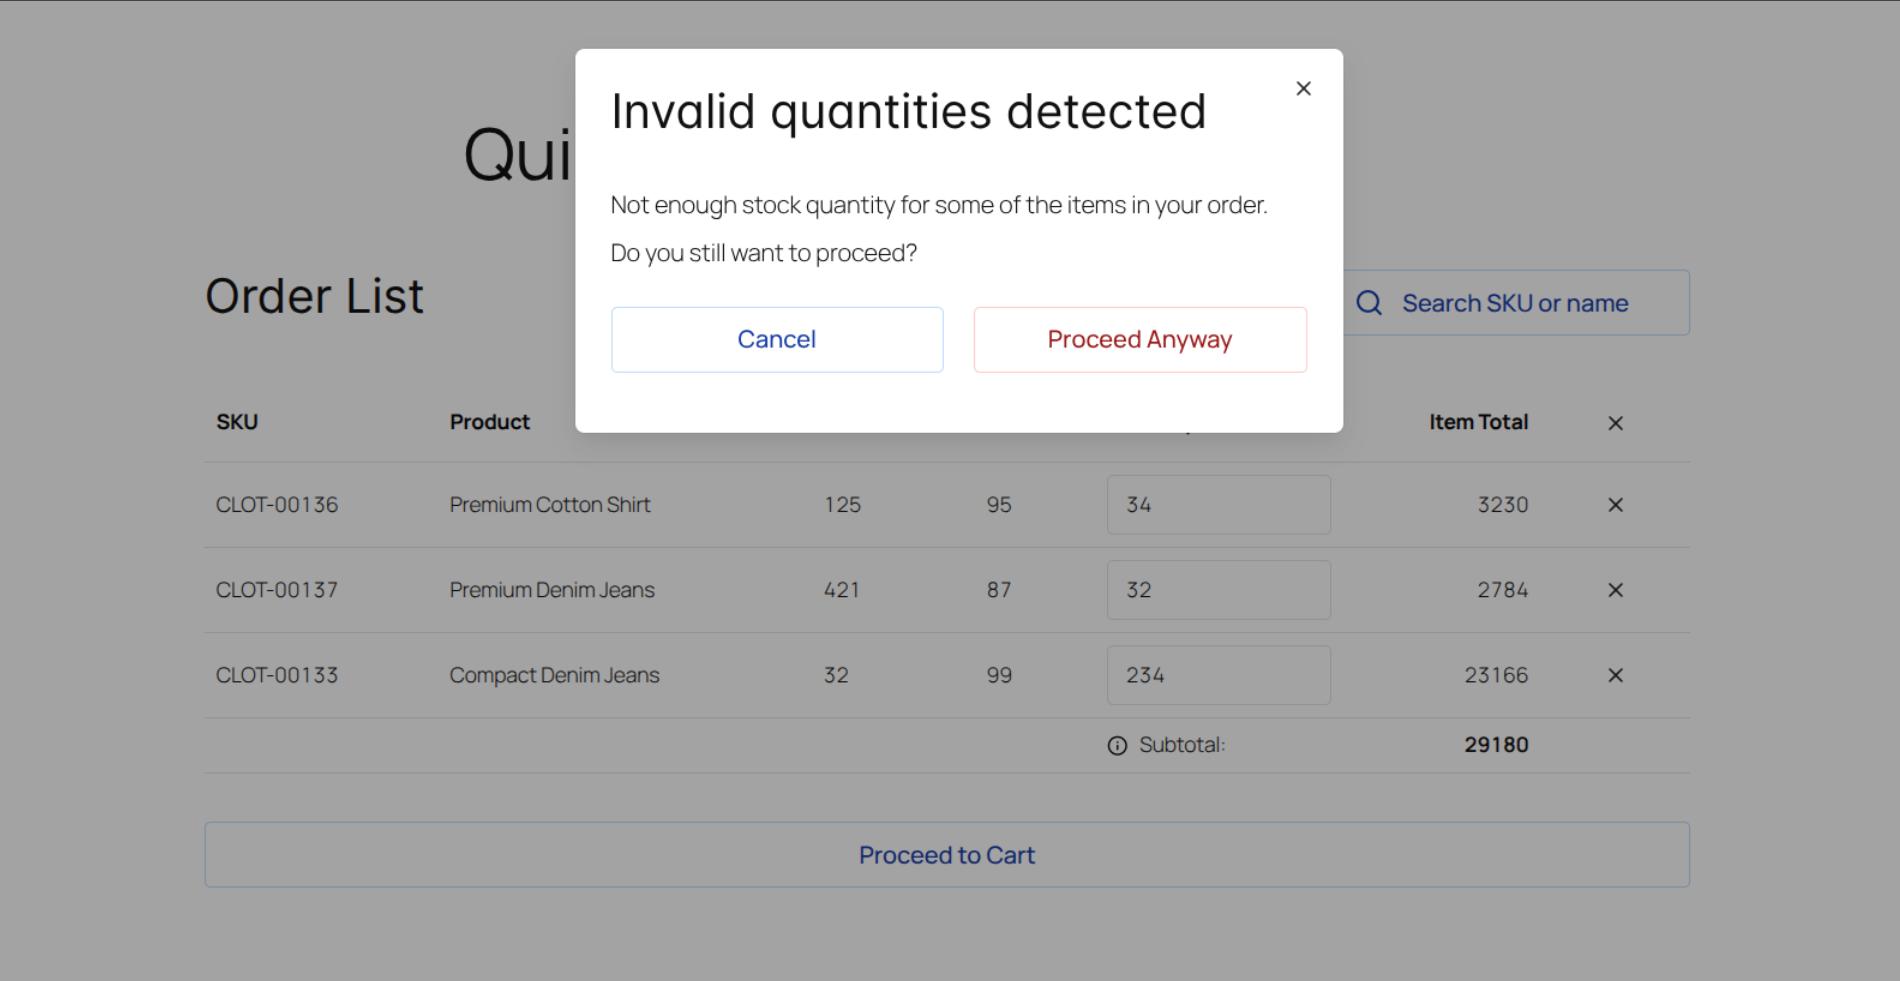 Invalid quantities detected
Qui
Not enough stock quantity for some of the items in your order.
Do you still want to proceed?
Order List
Search SKU or name
Cancel Proceed Anyway
SKU Product Item Total
CLOT-00136 Premium Cotton Shirt 125 95 34 3230
CLOT-00137 Premium Denim Jeans 421 87 32 2784
CLOT-00133 Compact Denim Jeans 32 99 234 23166
Subtotal: 29180
Proceed to Cart